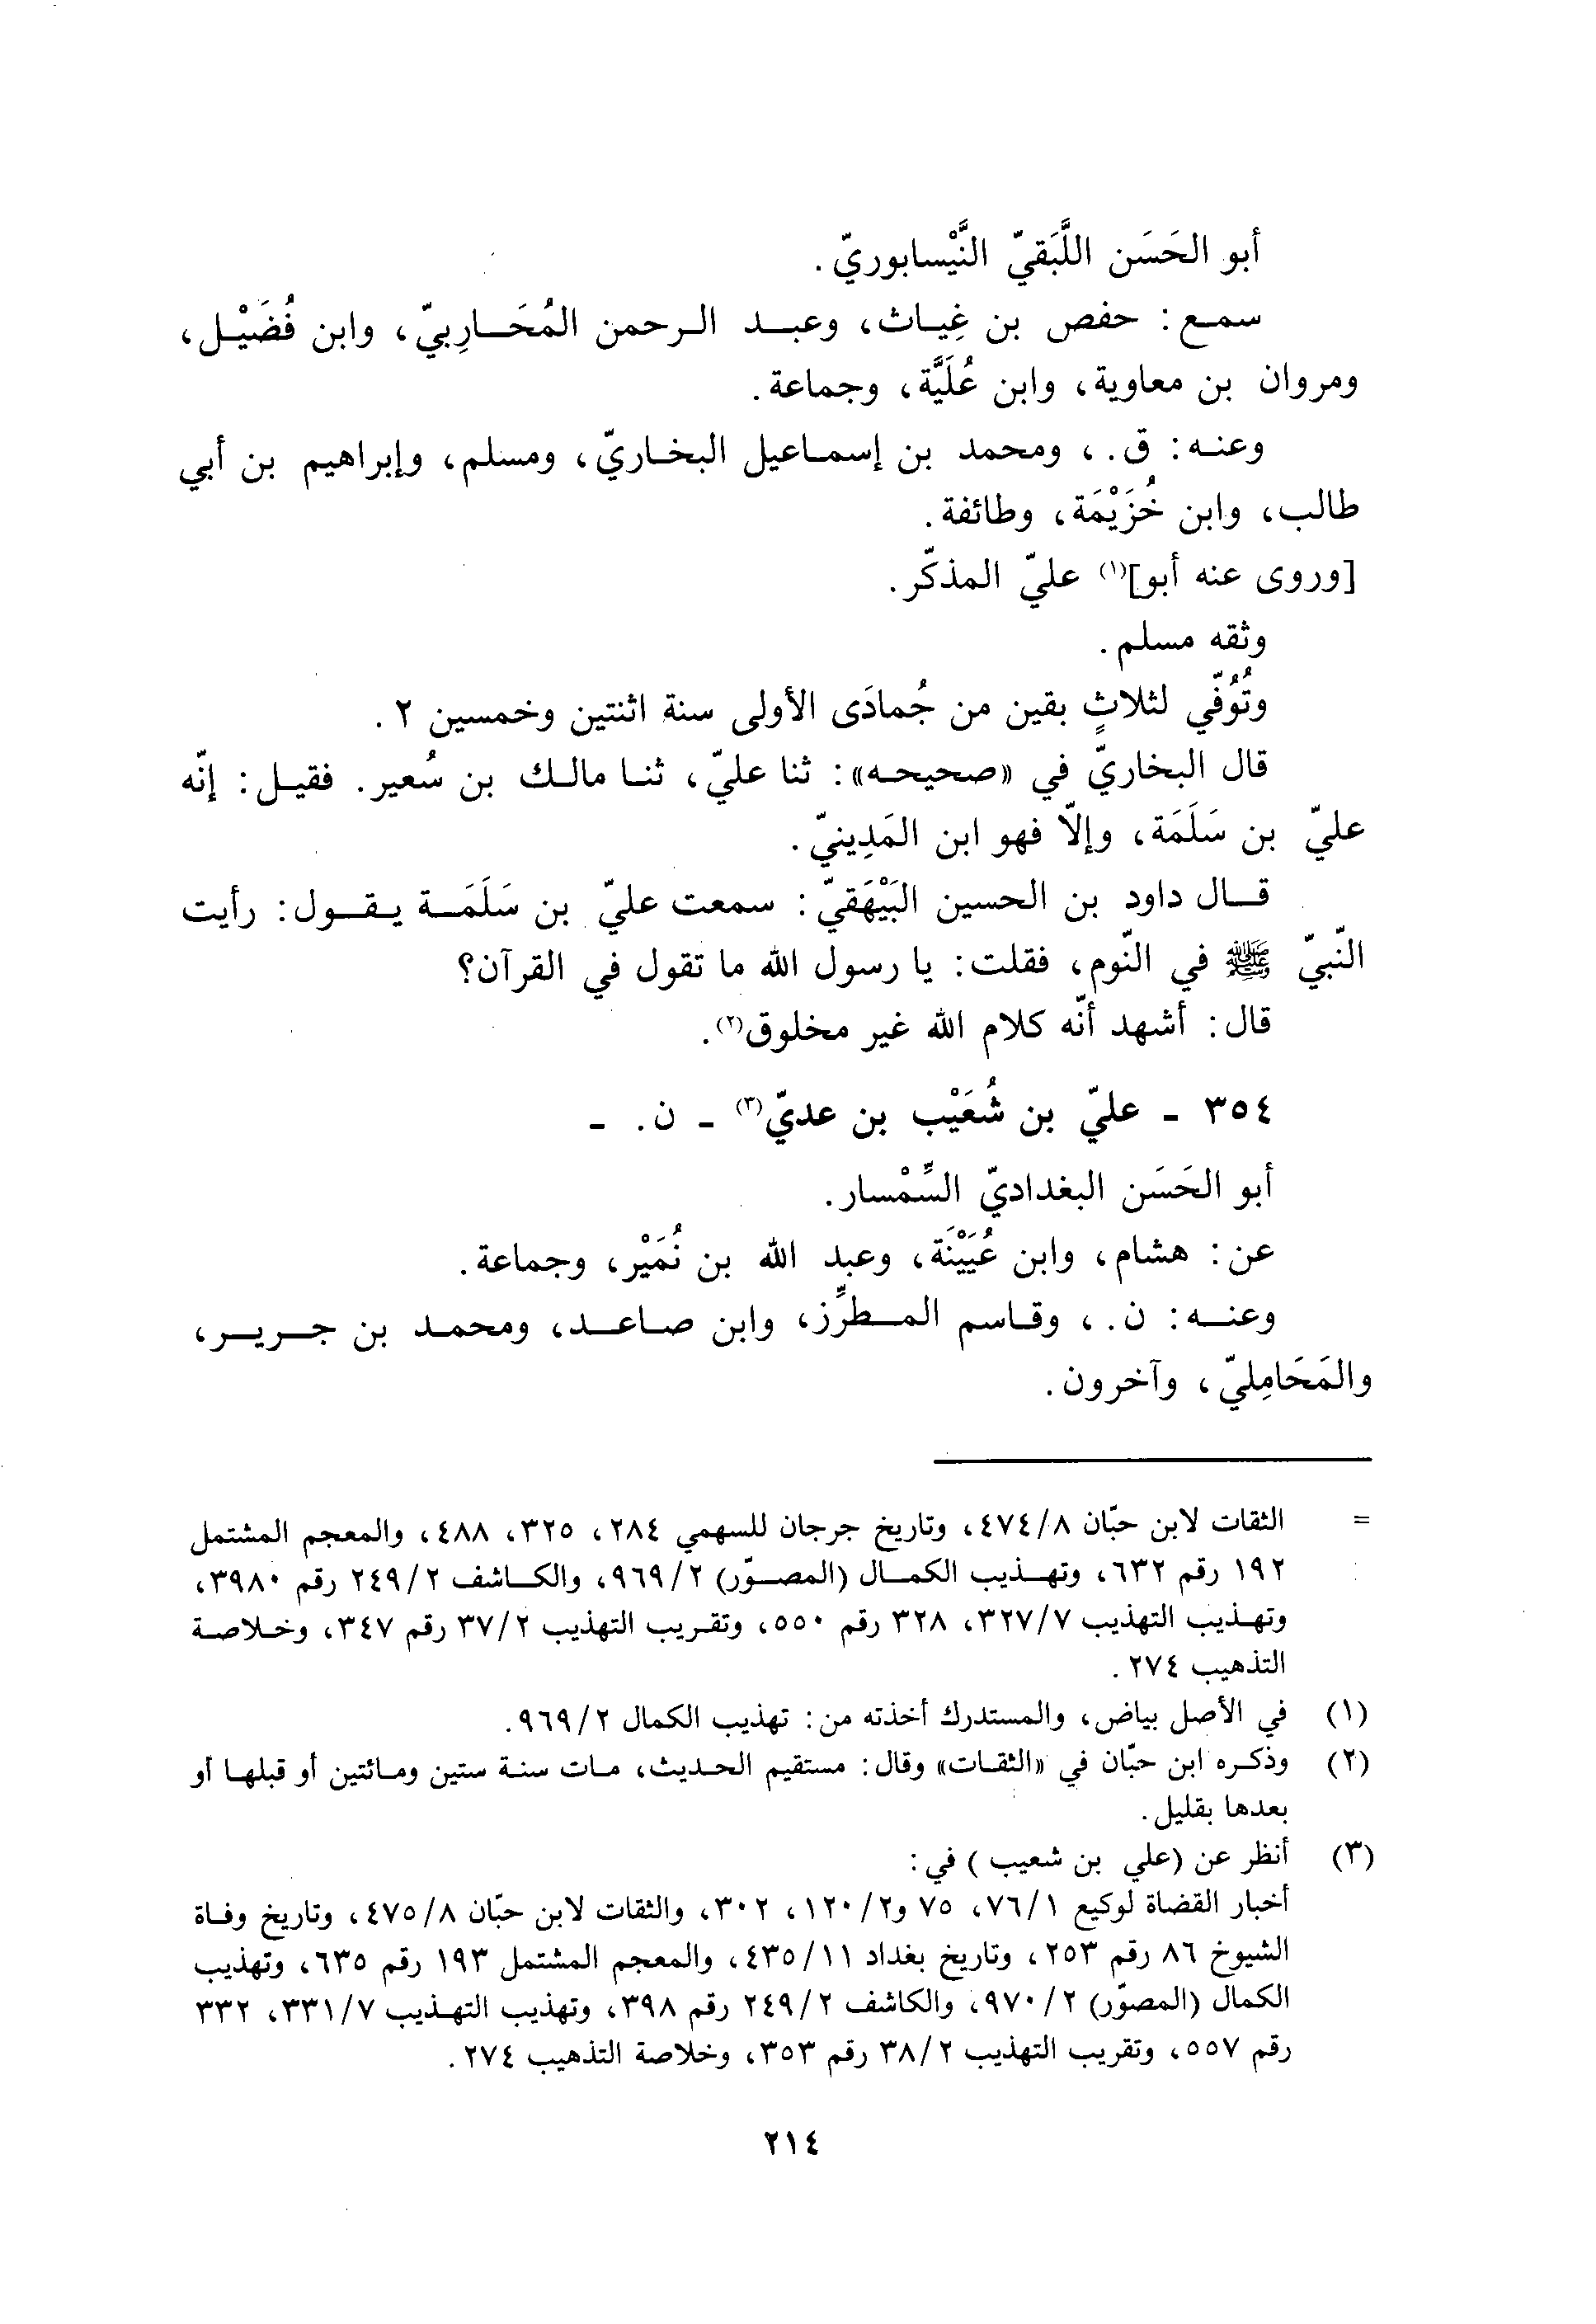 أبو الحَسَن اللَّبَقيّ النَّيْسابوريّ.
سمع: حفص بن غِياث، وعبد الرحمن المُحَارِبيّ، وابن فُضَيْل،
ومروان بن معاوية، وابن عُلَيَّة، وجماعة.
وعنه: ق.، ومحمد بن إسماعيل البخاريّ، ومسلم، وإبراهيم بن أبي
طالب، وابن خُزَيْمَة، وطائفة.
[وروى عنه أبو](١) عليّ المذكّر.
وثقه مسلم.
وتُوُفّي لثلاثٍ بقين من جُمادَى الأولى سنة اثنتين وخمسين ٢.
قال البخاريّ في «صحيحه»: ثنا عليّ، ثنا مالك بن سُعير. فقيل: إنّه
عليّ بن سَلَمَة، وإلّا فهو ابن المَدِينيّ.
قال داود بن الحسين البَيْهَقيّ: سمعت عليّ بن سَلَمَة يقول: رأيت
النّبيّ ﷺ في النّوم، فقلت: يا رسول الله ما تقول في القرآن؟
قال: أشهد أنّه كلام الله غير مخلوق(٢).
٣٥٤ - عليّ بن شُعَيْب بن عديّ(٣) - ن. -
أبو الحَسَن البغداديّ السِّمْسار.
عن: هشام، وابن عُيَيْنَة، وعبد الله بن نُمَيْر، وجماعة.
وعنه: ن.، وقاسم المطرِّز، وابن صاعد، ومحمد بن جرير،
والمَحَامِليّ، وآخرون.
= الثقات لابن حبّان ٤٧٤/٨، وتاريخ جرجان للسهمي ٢٨٤، ٣٢٥، ٤٨٨، والمعجم المشتمل
١٩٢ رقم ٦٣٢، وتهذيب الكمال (المصوّر) ٩٦٩/٢، والكاشف ٢٤٩/٢ رقم ٣٩٨٠،
وتهذيب التهذيب ٣٢٧/٧، ٣٢٨ رقم ٥٥٠، وتقريب التهذيب ٣٧/٢ رقم ٣٤٧، وخلاصة
التذهيب ٢٧٤.
(١) في الأصل بياض، والمستدرك أخذته من: تهذيب الكمال ٩٦٩/٢.
(٢) وذكره ابن حبّان في «الثقات» وقال: مستقيم الحديث، مات سنة ستين ومائتين أو قبلها أو
بعدها بقليل.
(٣) أنظر عن (علي بن شعيب) في:
أخبار القضاة لوكيع ٧٦/١، ٧٥ و١٢٠/٢، ٣٠٢، والثقات لابن حبّان ٤٧٥/٨، وتاريخ وفاة
الشيوخ ٨٦ رقم ٢٥٣، وتاريخ بغداد ٤٣٥/١١، والمعجم المشتمل ١٩٣ رقم ٦٣٥، وتهذيب
الكمال (المصوّر) ٩٧٠/٢، والكاشف ٢٤٩/٢ رقم ٣٩٨، وتهذيب التهذيب ٣٣١/٧، ٣٣٢
رقم ٥٥٧، وتقريب التهذيب ٣٨/٢ رقم ٣٥٣، وخلاصة التذهيب ٢٧٤.
٢١٤